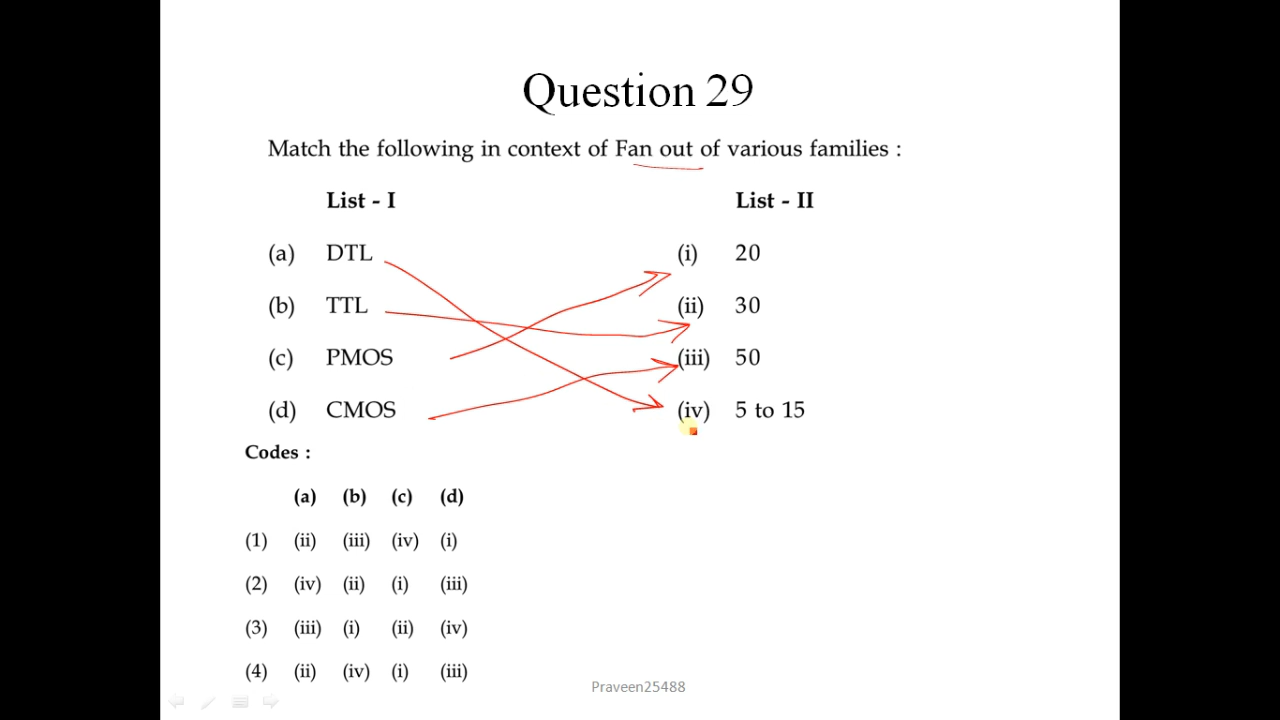 Question 29
Match the following in context of Fan out of various families :
List - I List - II
(a) DTL (i) 20
(b) TTL (ii) 30
(c) PMOS (iii) 50
(d) CMOS (iv) 5 to 15
Codes :
(a) (b) (c) (d)
(1) (ii) (iii) (iv) (i)
(2) (iv) (ii) (i) (iii)
(3) (iii) (i) (ii) (iv)
(4) (ii) (iv) (i) (iii)
Praveen25488